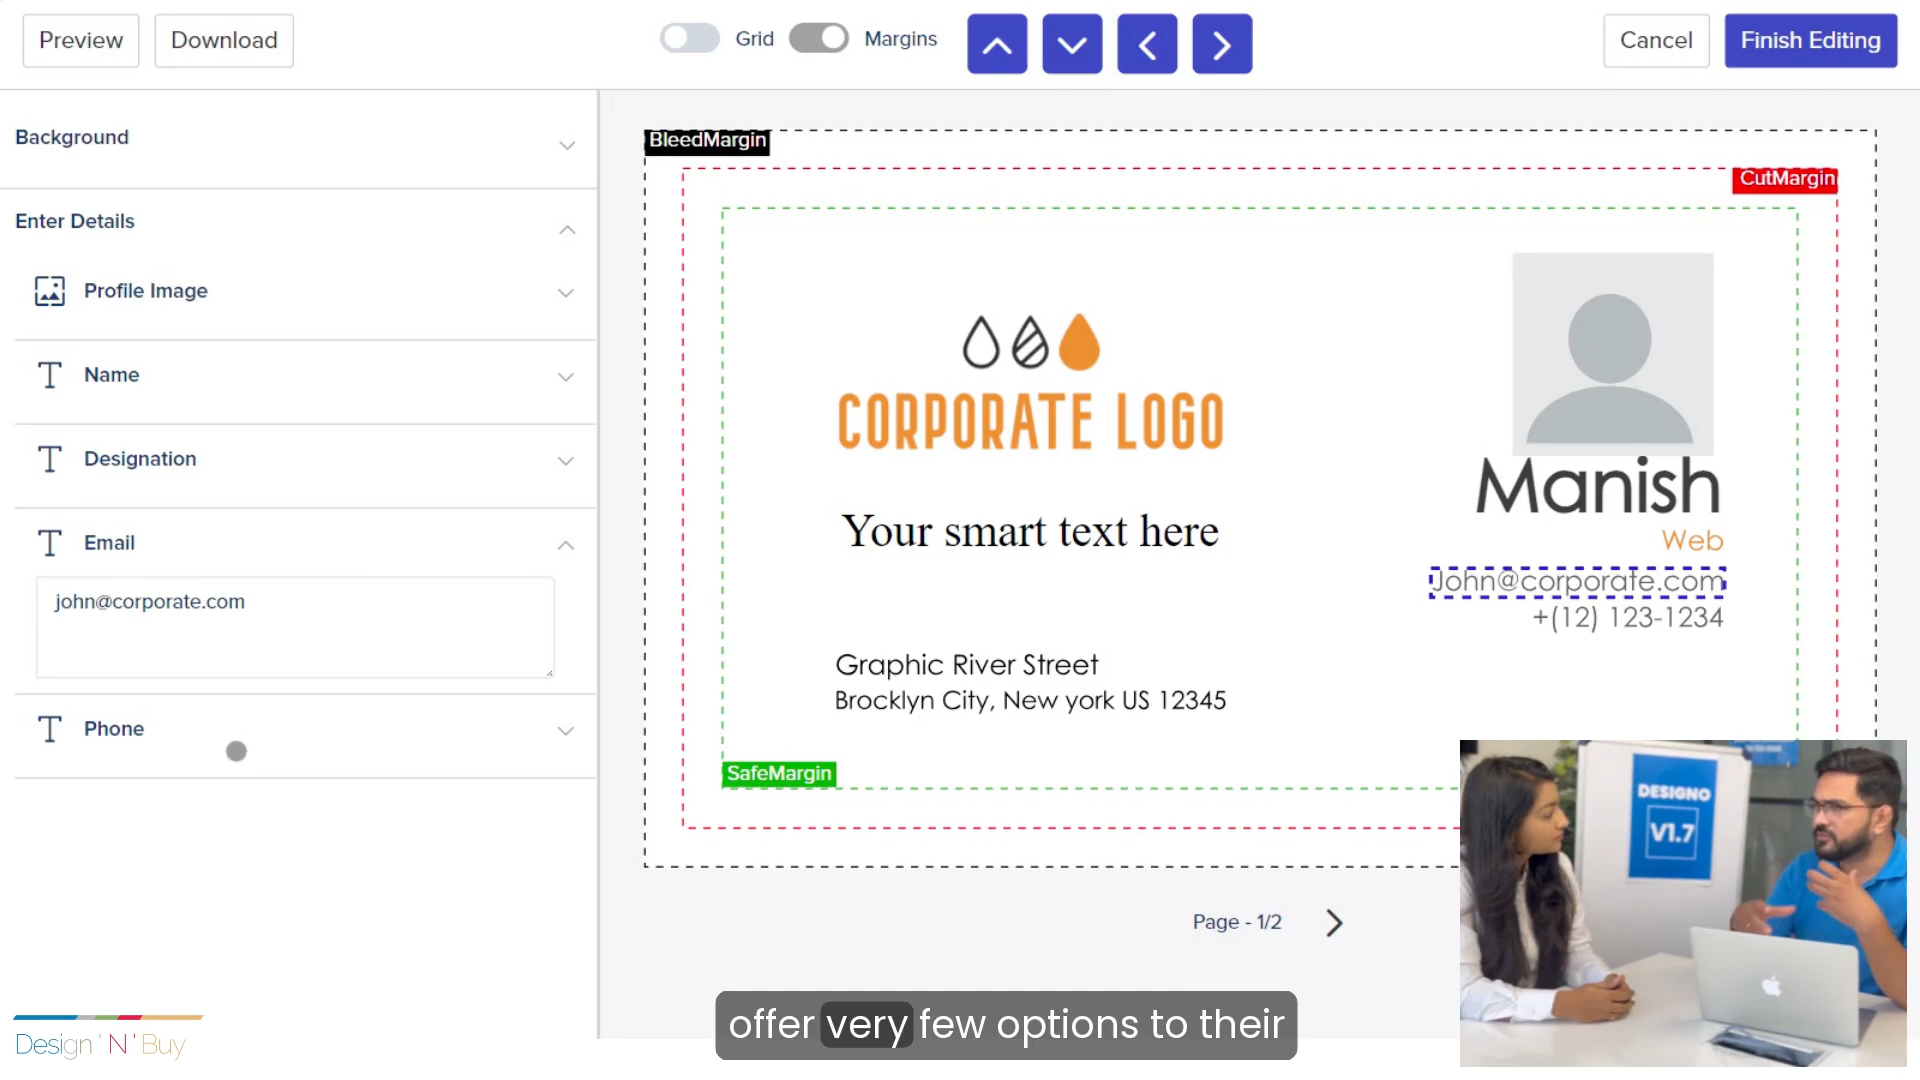 Preview Download Grid Margins Cancel Finish Editing
Background
Enter Details
Profile Image
Name
Designation
Email
john@corporate.com
Phone
BleedMargin
CutMargin
CORPORATE LOGO
Your smart text here
Manish
Web
John@corporate.com
+(12) 123-1234
Graphic River Street
Brocklyn City, New york US 12345
SafeMargin
DESIGNO
V1.7
Page - 1/2
offer very few options to their
Design'N'Buy